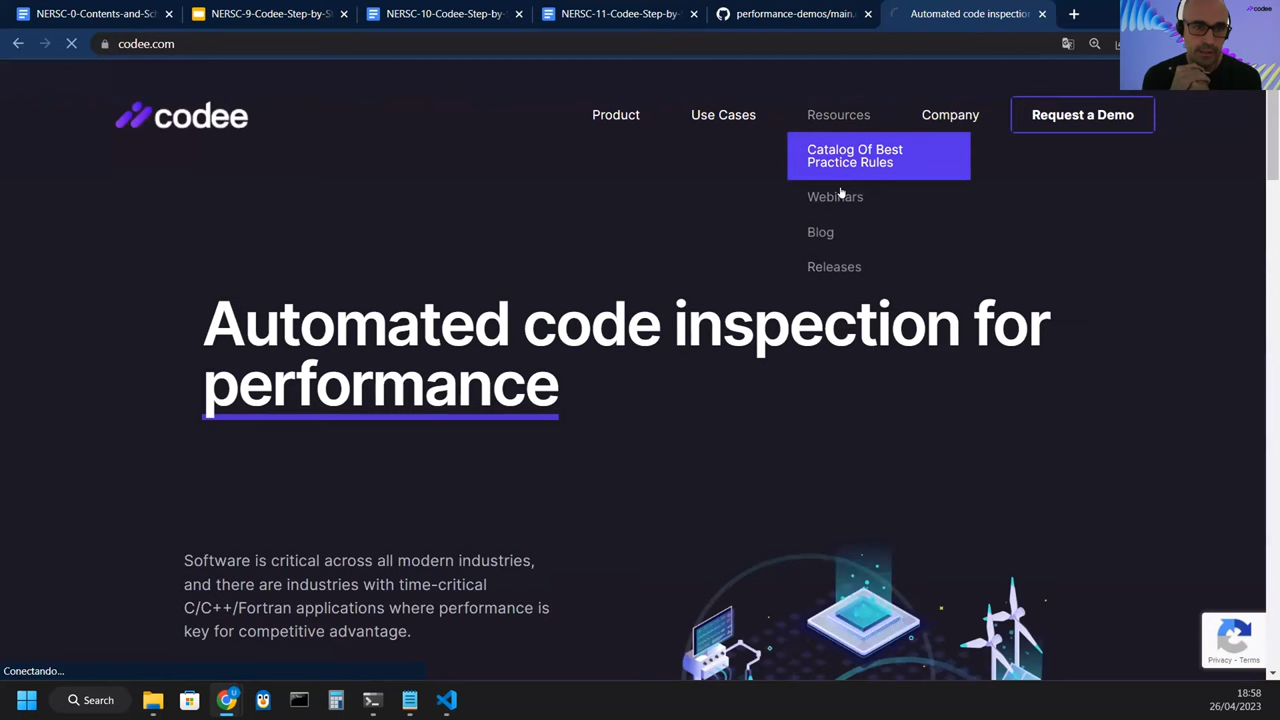 NERSC-0-Contents-and-Sch
NERSC-9-Codee-Step-by-S
NERSC-10-Codee-Step-by-
NERSC-11-Codee-Step-by-
performance-demos/main.
Automated code inspection
codee
codee.com
codee
Product
Use Cases
Resources
Company
Request a Demo
Catalog Of Best
Practice Rules
Webinars
Blog
Releases
Automated code inspection for
performance
Software is critical across all modern industries,
and there are industries with time-critical
C/C++/Fortran applications where performance is
key for competitive advantage.
Privacy - Terms
Conectando...
Search
18:58
26/04/2023